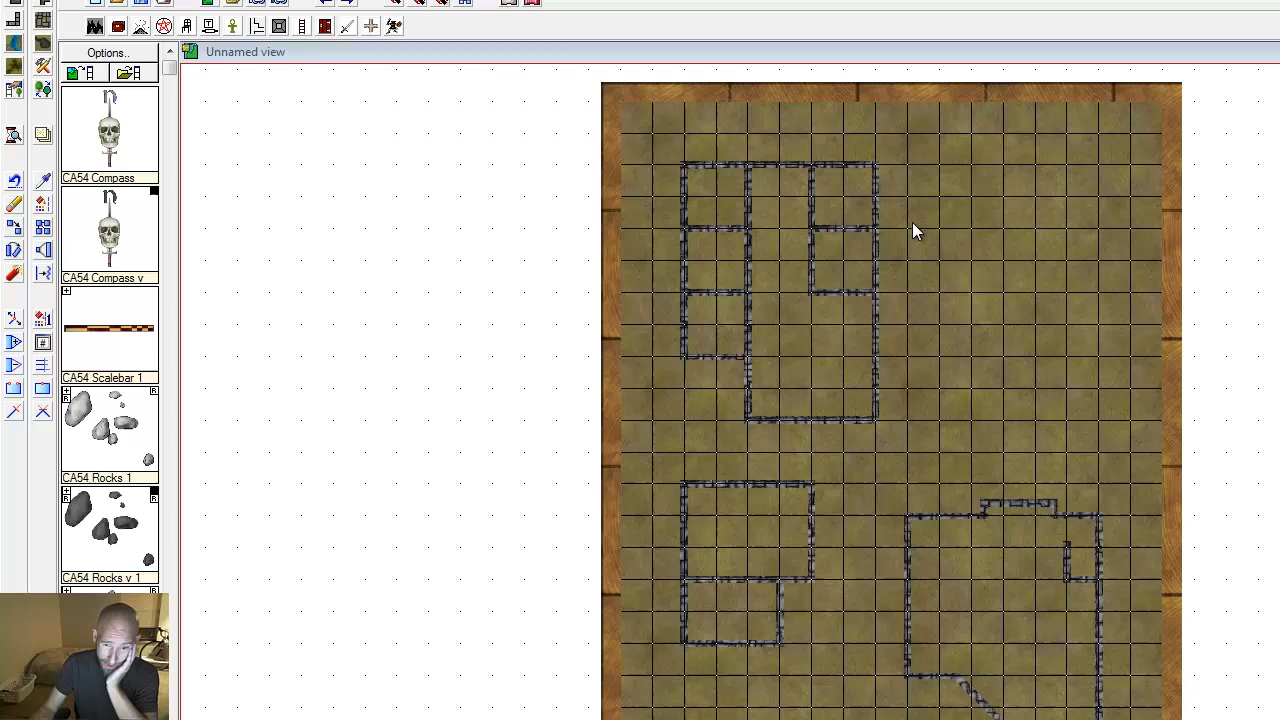 Unnamed view
Options..
CA54 Compass
CA54 Compass v
CA54 Scalebar 1
CA54 Rocks 1
CA54 Rocks v 1